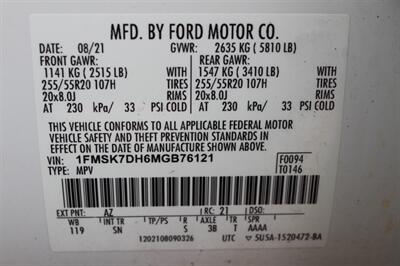 MFD. BY FORD MOTOR CO.
DATE: 08/21 GVWR: 2635 KG (5810 LB)
FRONT GAWR: REAR GAWR:
1141 KG (2515 LB) WITH 1547 KG (3410 LB) WITH
255/55R20 107H TIRES 255/55R20 107H TIRES
20x8.0J RIMS 20x8.0J RIMS
AT 230 kPa/ 33 PSI COLD AT 230 kPa/ 33 PSI COLD
THIS VEHICLE CONFORMS TO ALL APPLICABLE FEDERAL MOTOR
VEHICLE SAFETY AND THEFT PREVENTION STANDARDS IN
EFFECT ON THE DATE OF MANUFACTURE SHOWN ABOVE.
VIN: 1FMSK7DH6MGB76121 F0094
TYPE: MPV T0146
EXT PNT: AZ RC: 21 DSO:
WB INT TR TP/PS R AXLE TR SPR
119 SN S 38 T AAAA
1202108090326 UTC 5U5A-1520472-BA